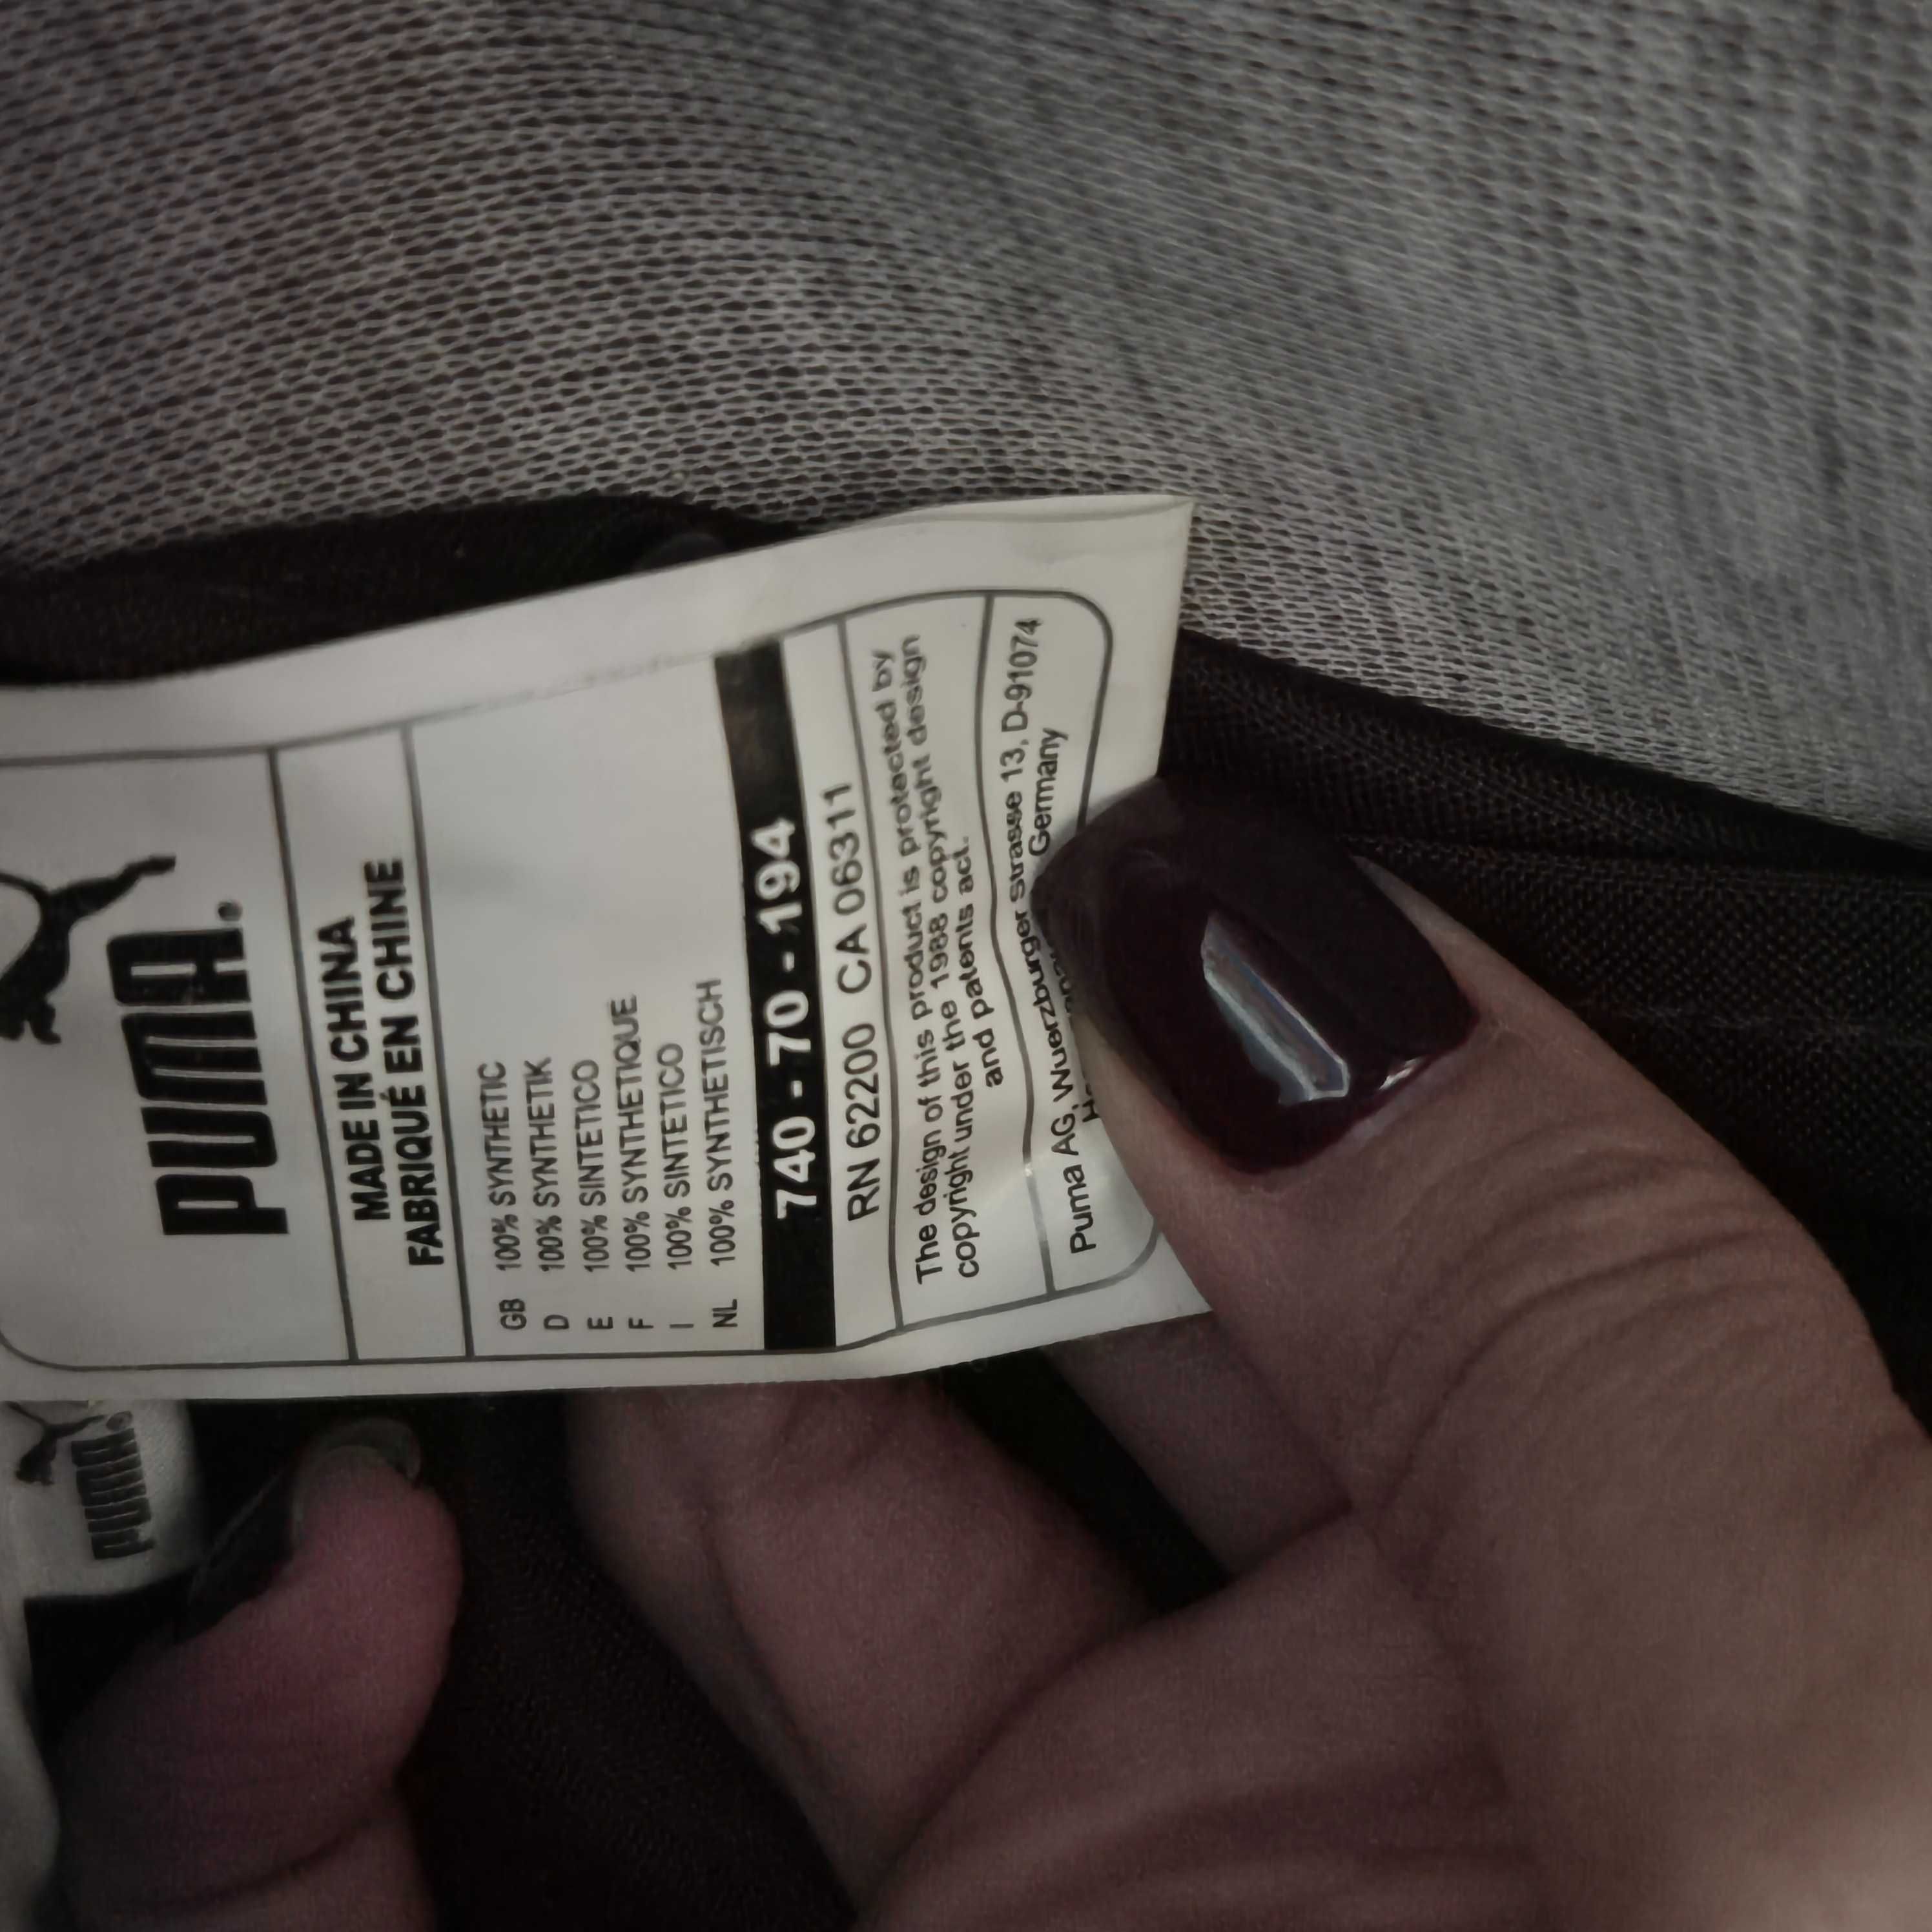 PUMA.
MADE IN CHINA
FABRIQUÉ EN CHINE
GB 100% SYNTHETIC
D 100% SYNTHETIK
E 100% SINTETICO
F 100% SYNTHETIQUE
I 100% SINTETICO
NL 100% SYNTHETISCH
740 - 70 - 194
RN 62200 CA 06311
The design of this product is protected by
copyright under the 1988 copyright design
and patents act.
Puma AG, Wuerzburger Strasse 13, D-91074
Germany
PUMA